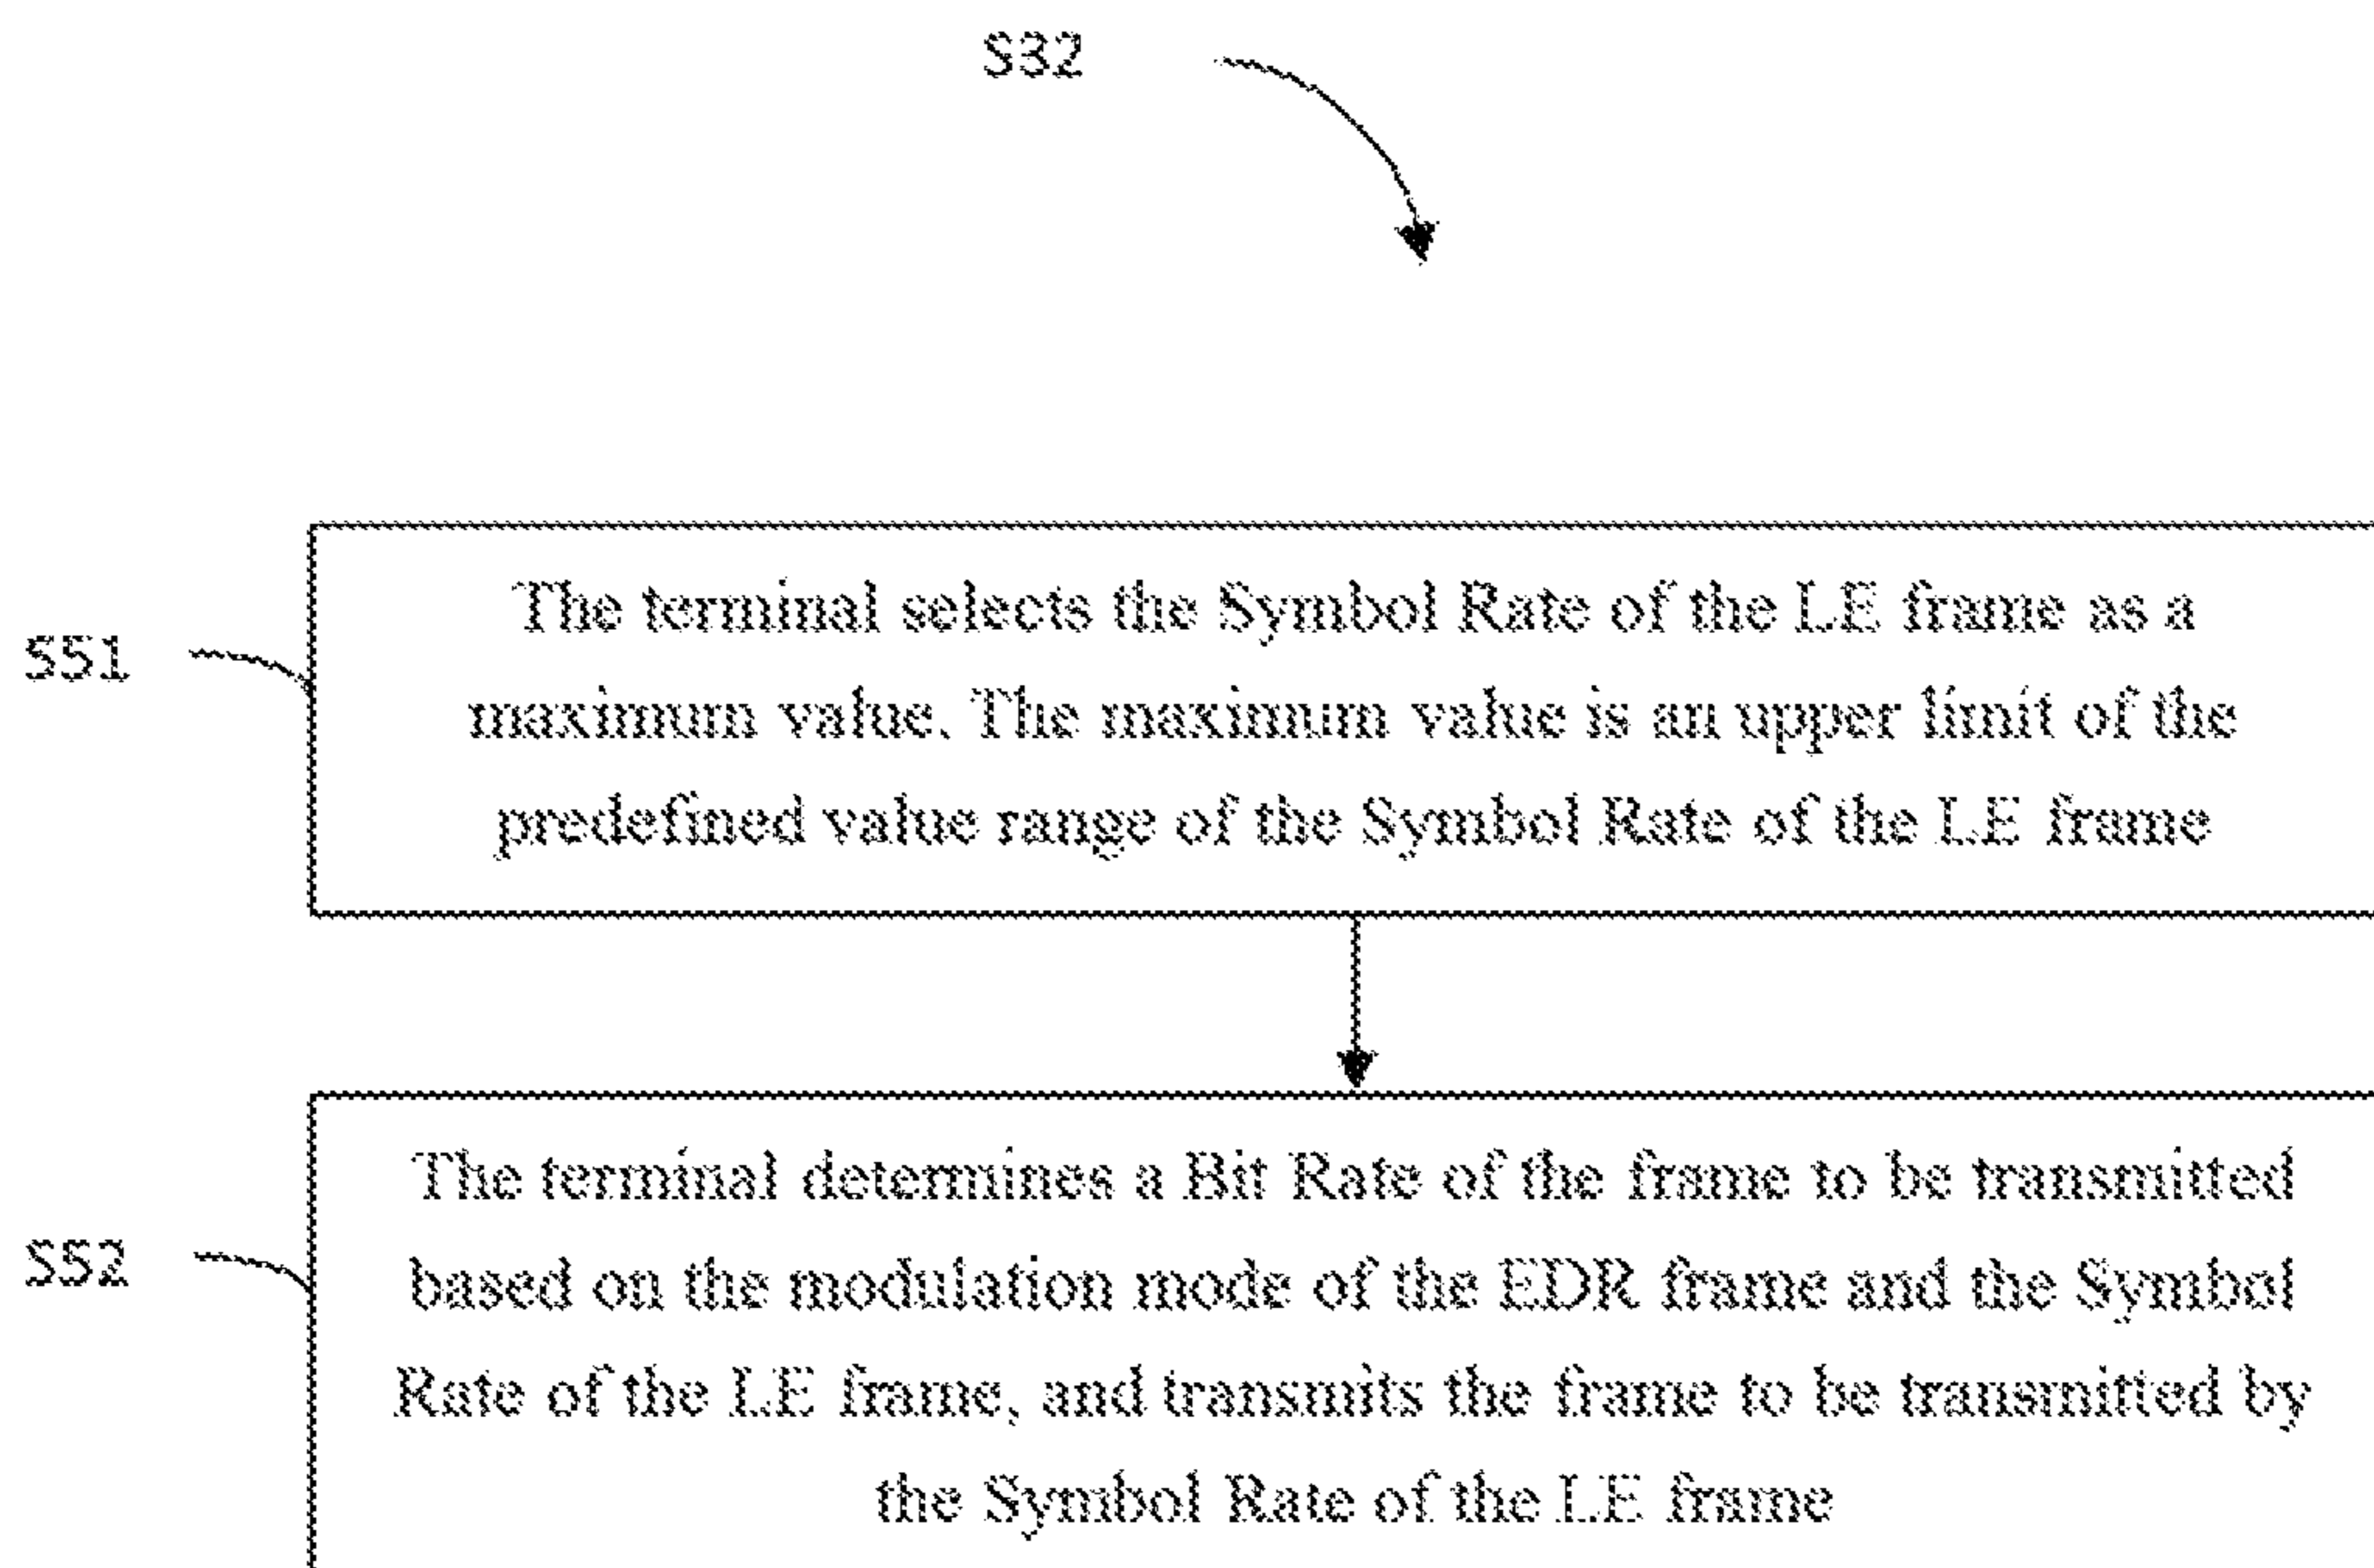 S32
S51
The terminal selects the Symbol Rate of the LE frame as a
maximum value. The maximum value is an upper limit of the
predefined value range of the Symbol Rate of the LE frame
S52
The terminal determines a Bit Rate of the frame to be transmitted
based on the modulation mode of the EDR frame and the Symbol
Rate of the LE frame, and transmits the frame to be transmitted by
the Symbol Rate of the LE frame